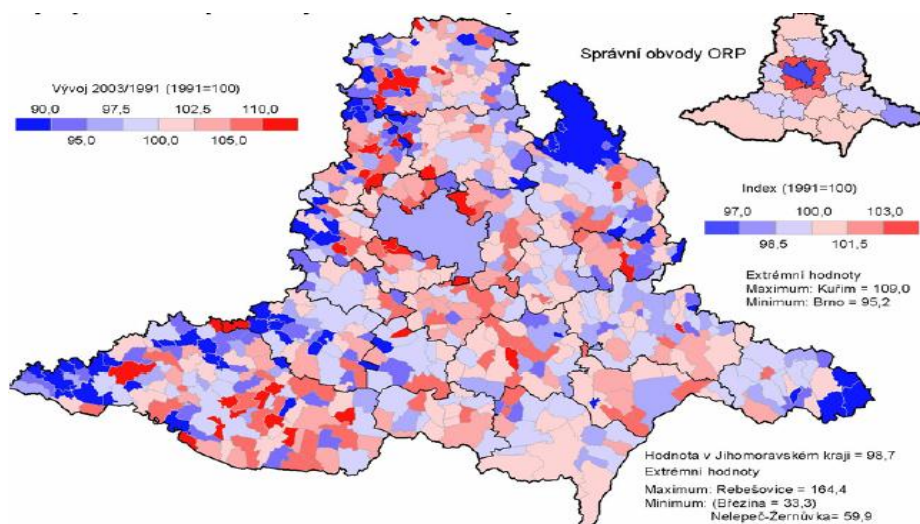 Správní obvody ORP
Vývoj 2003/1991 (1991=100)
90,0 97,5 102,5 110,0
95,0 100,0 105,0
Index (1991=100)
97,0 100,0 103,0
98,5 101,5
Extrémní hodnoty
Maximum: Kuřim = 109,0
Minimum: Brno = 95,2
Hodnota v Jihomoravském kraji = 98,7
Extrémní hodnoty
Maximum: Rebešovice = 164,4
Minimum: (Březina = 33,3)
Nelepeč-Žernůvka= 59,9